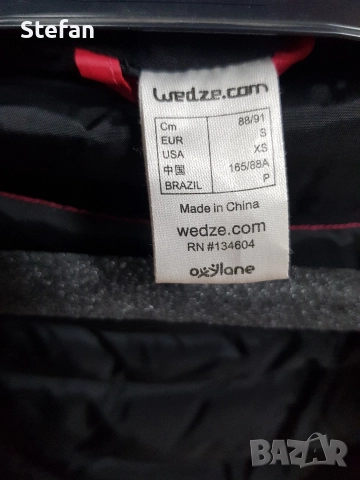 Stefan
wedze.com
Cm 88/91
EUR S
USA XS
中国 165/88A
BRAZIL P
Made in China
wedze.com
RN #134604
oxylane
BAZAR